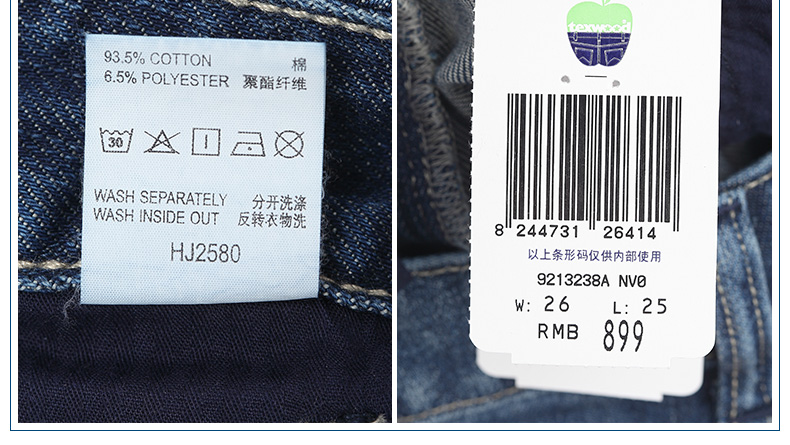 93.5% COTTON 棉
6.5% POLYESTER 聚酯纤维
30
WASH SEPARATELY 分开洗涤
WASH INSIDE OUT 反转衣物洗
HJ2580
texwood
8 244731 26414
以上条形码仅供内部使用
9213238A NV0
W: 26 L: 25
RMB 899